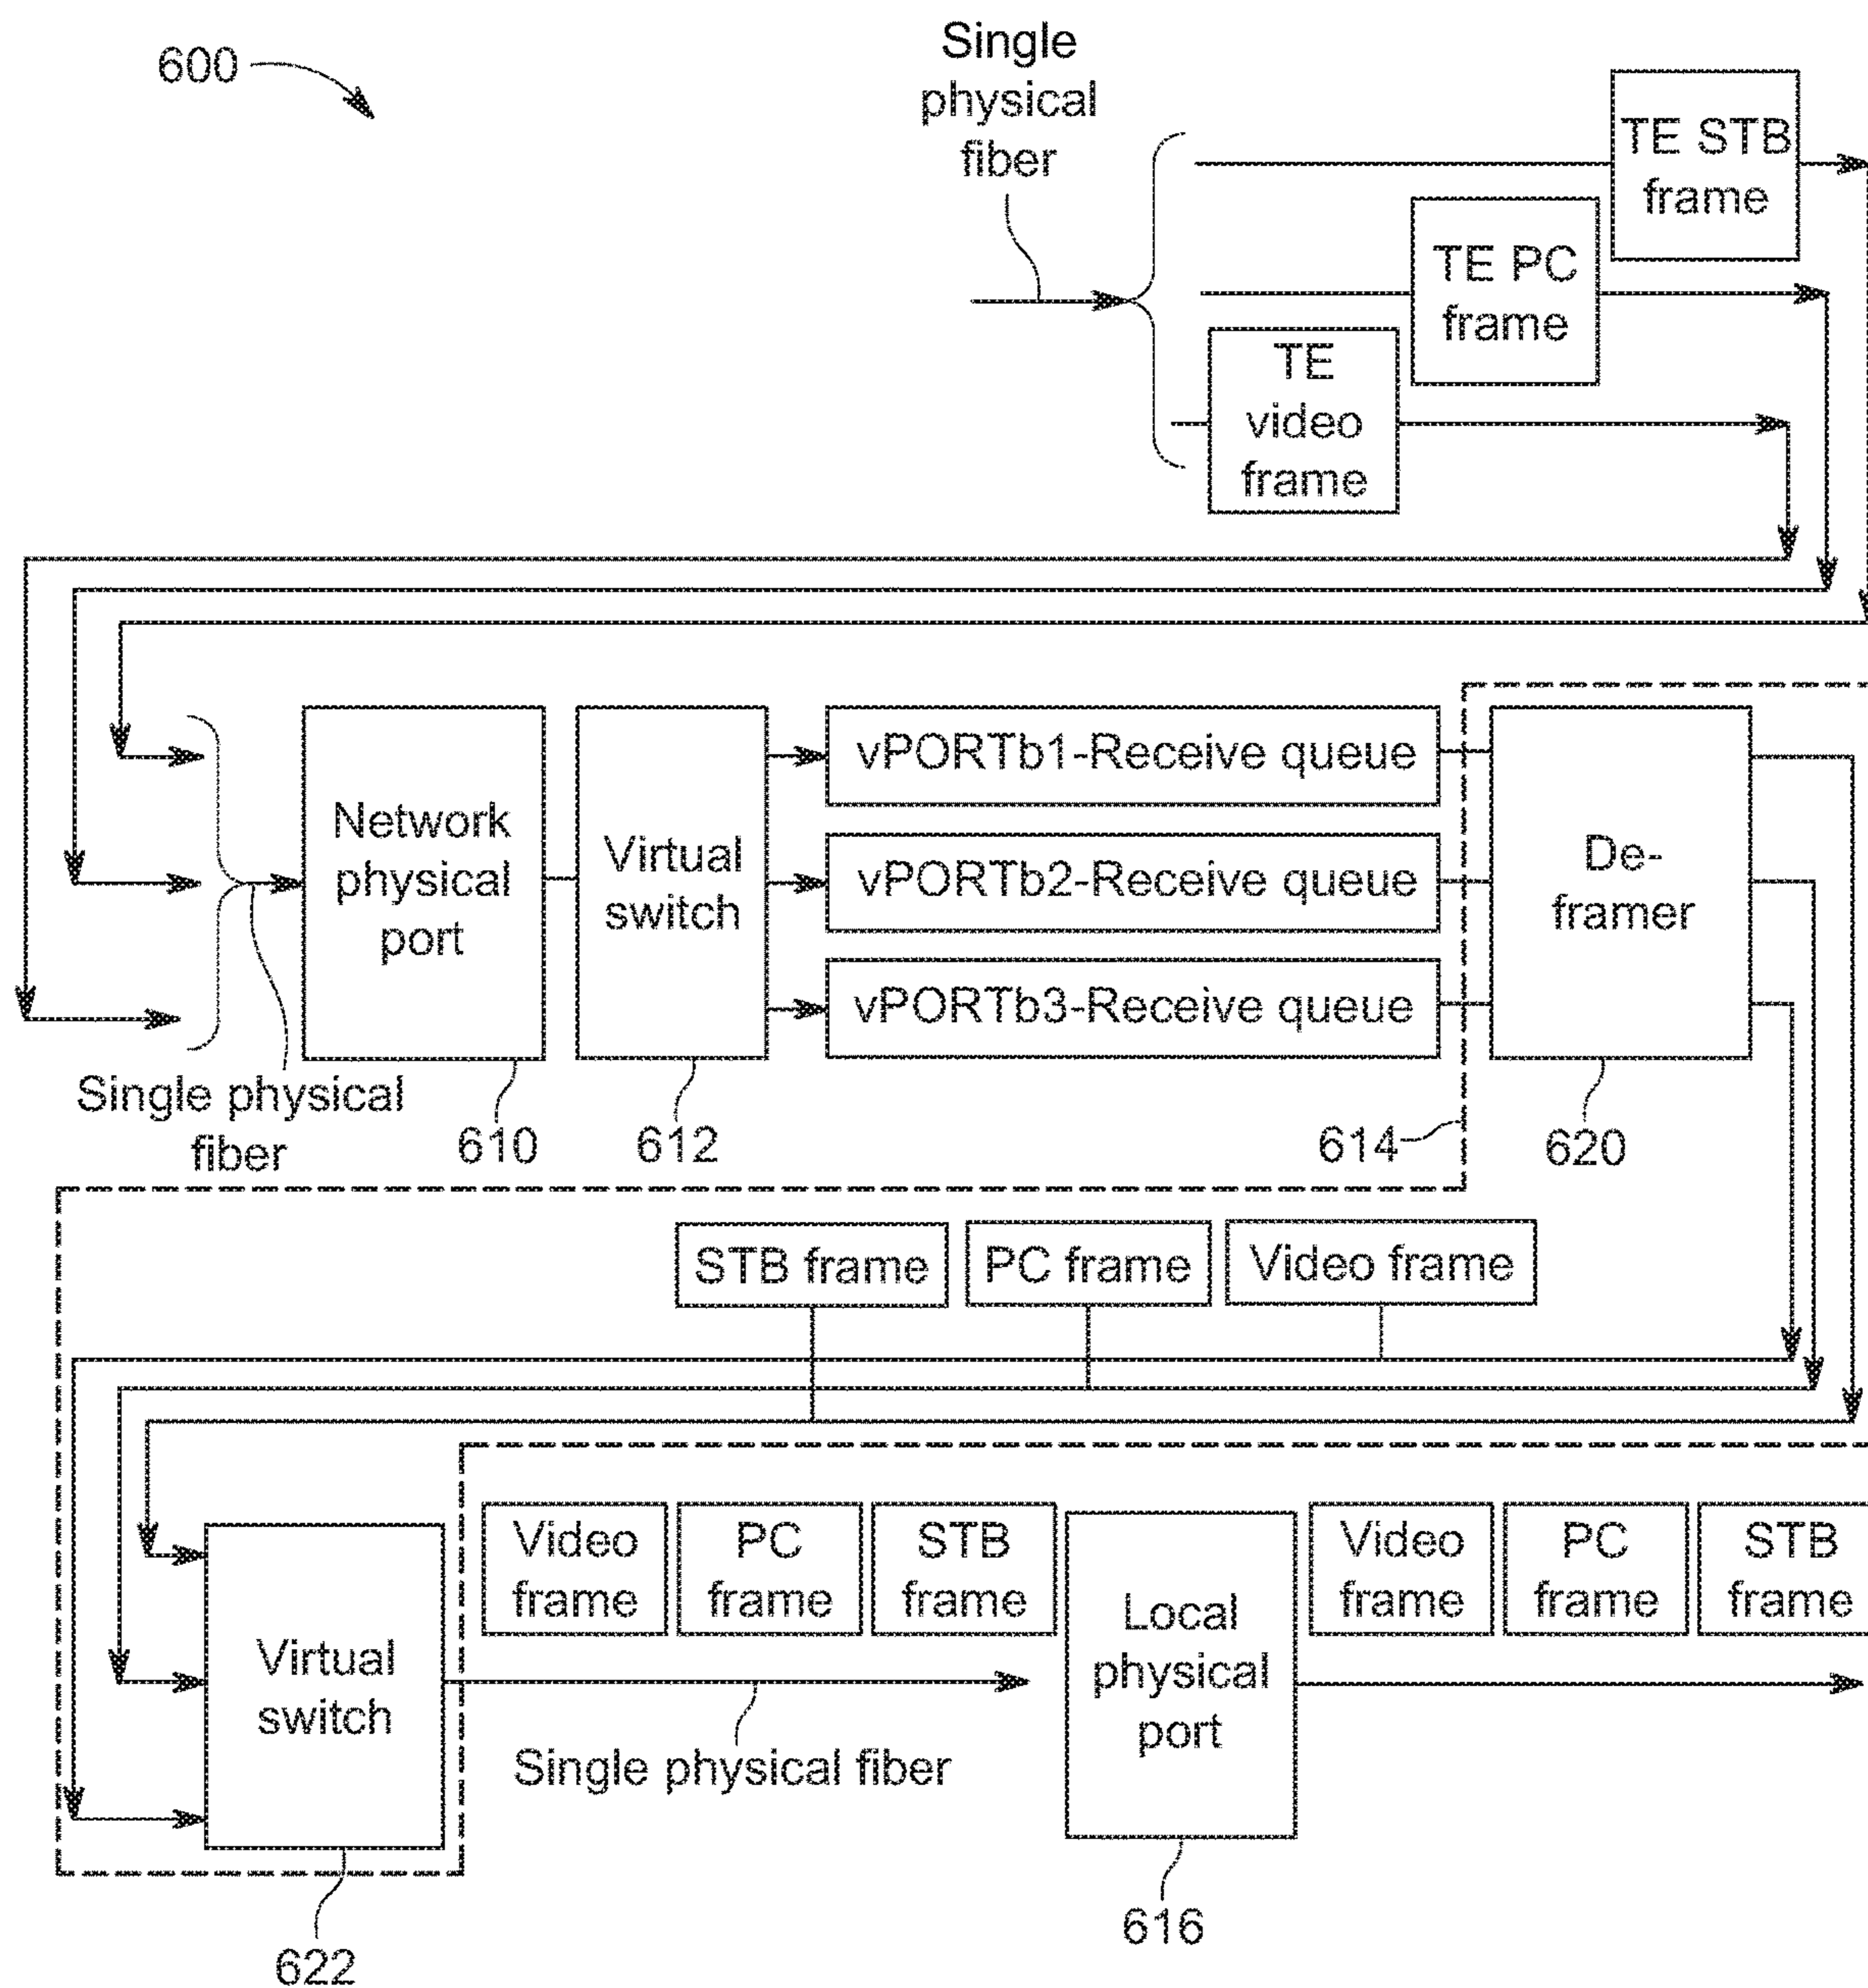 600
Single
physical
fiber
TE STB
frame
TE PC
frame
TE
video
frame
Network
physical
port
Virtual
switch
vPORTb1-Receive queue
vPORTb2-Receive queue
vPORTb3-Receive queue
De-
framer
Single physical
fiber
610
612
614
620
STB frame
PC frame
Video frame
Virtual
switch
Video
frame
PC
frame
STB
frame
Single physical fiber
Local
physical
port
Video
frame
PC
frame
STB
frame
616
622